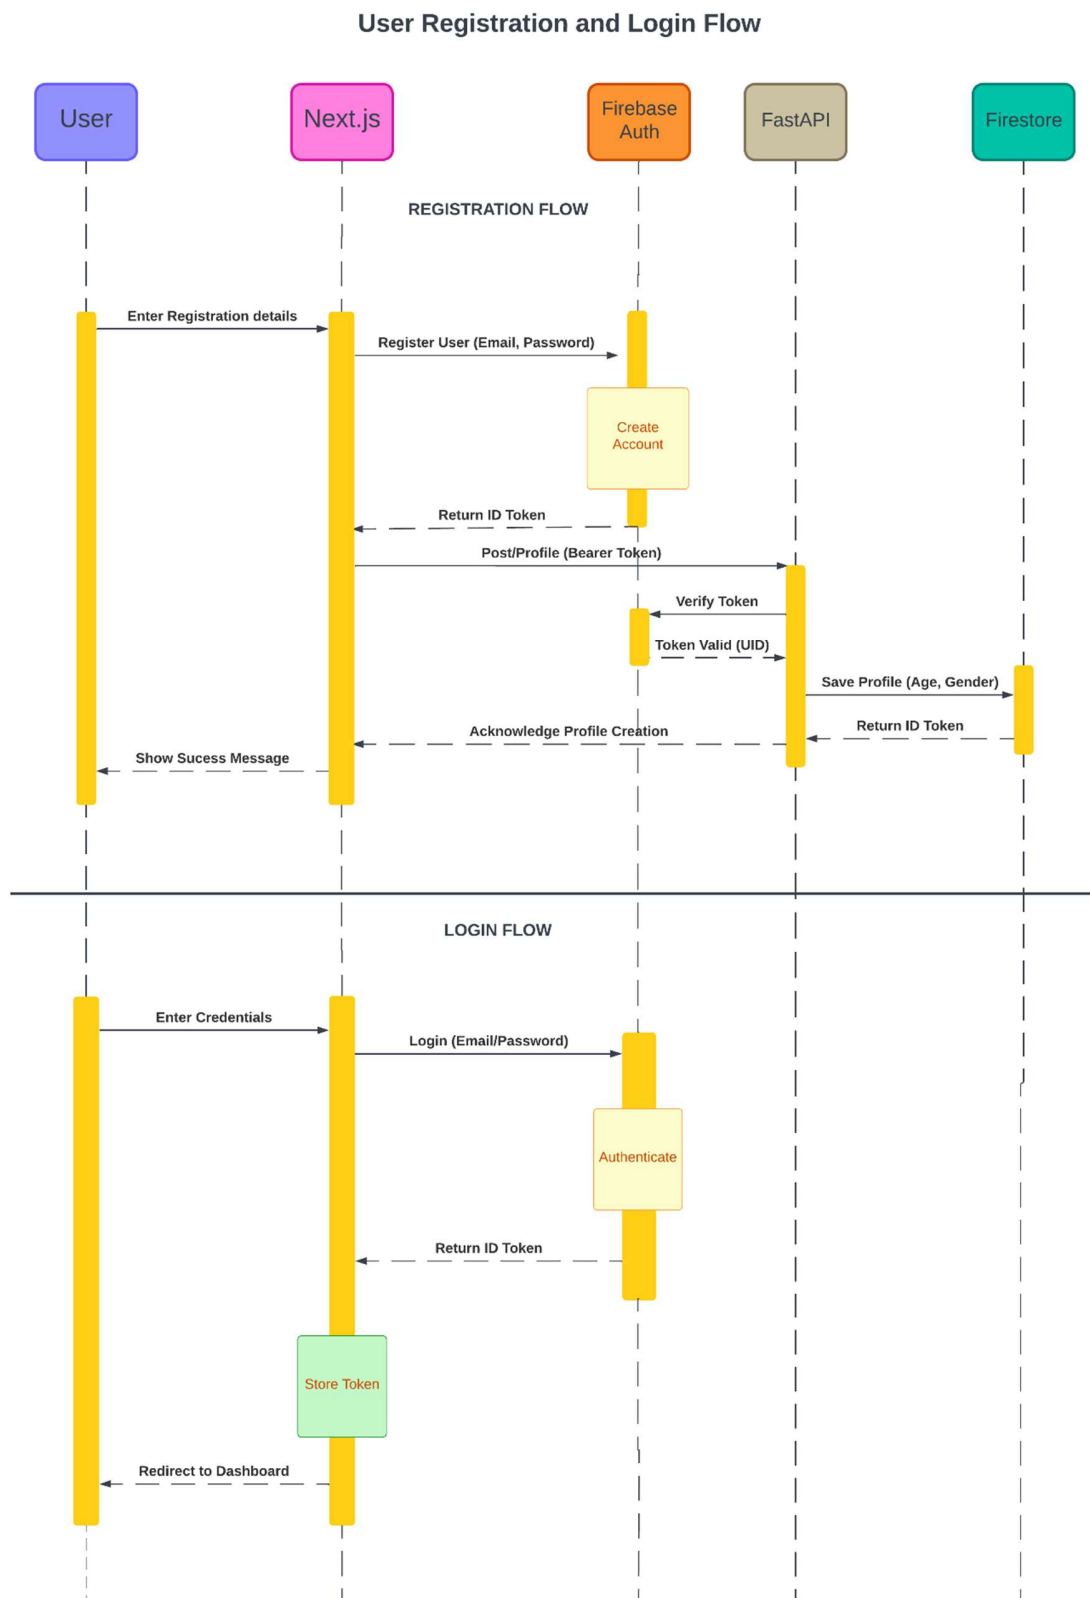 User Registration and Login Flow
User
Next.js
Firebase
Auth
FastAPI
Firestore
REGISTRATION FLOW
Enter Registration details
Register User (Email, Password)
Create
Account
Return ID Token
Post/Profile (Bearer Token)
Verify Token
Token Valid (UID)
Save Profile (Age, Gender)
Return ID Token
Acknowledge Profile Creation
Show Sucess Message
LOGIN FLOW
Enter Credentials
Login (Email/Password)
Authenticate
Return ID Token
Store Token
Redirect to Dashboard